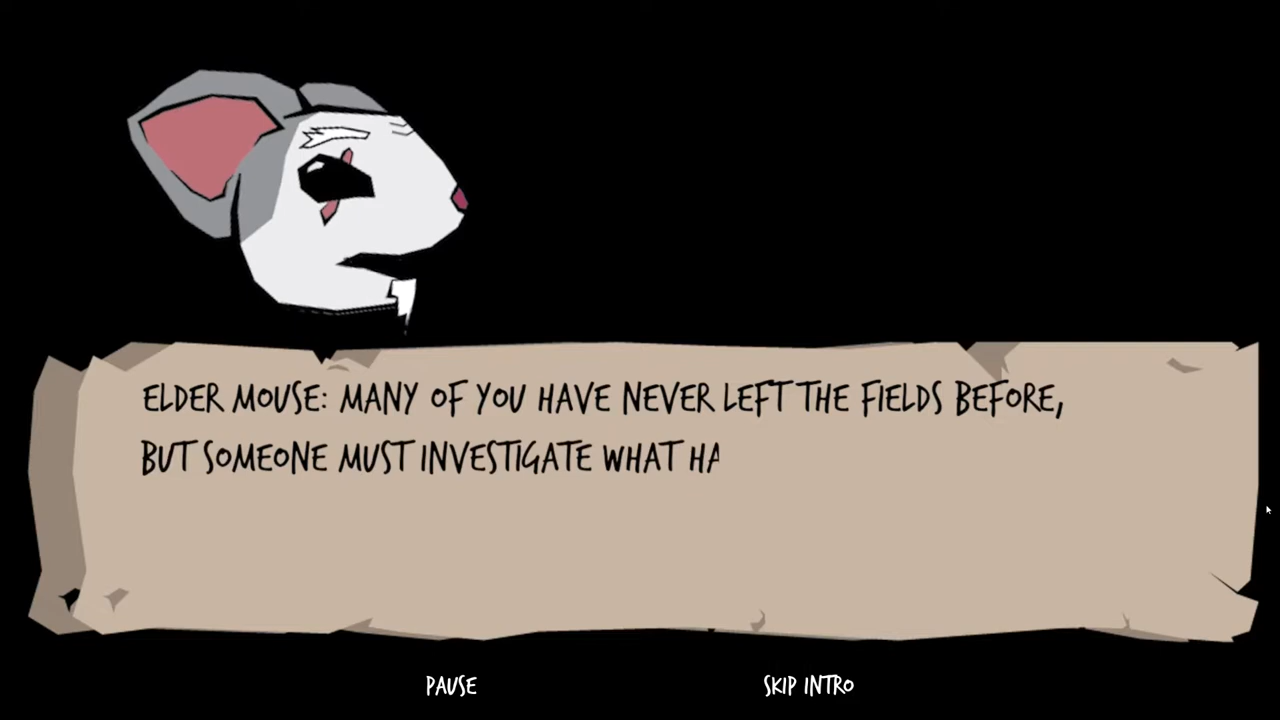 ELDER MOUSE: MANY OF YOU HAVE NEVER LEFT THE FIELDS BEFORE,
BUT SOMEONE MUST INVESTIGATE WHAT HA
PAUSE
SKIP INTRO